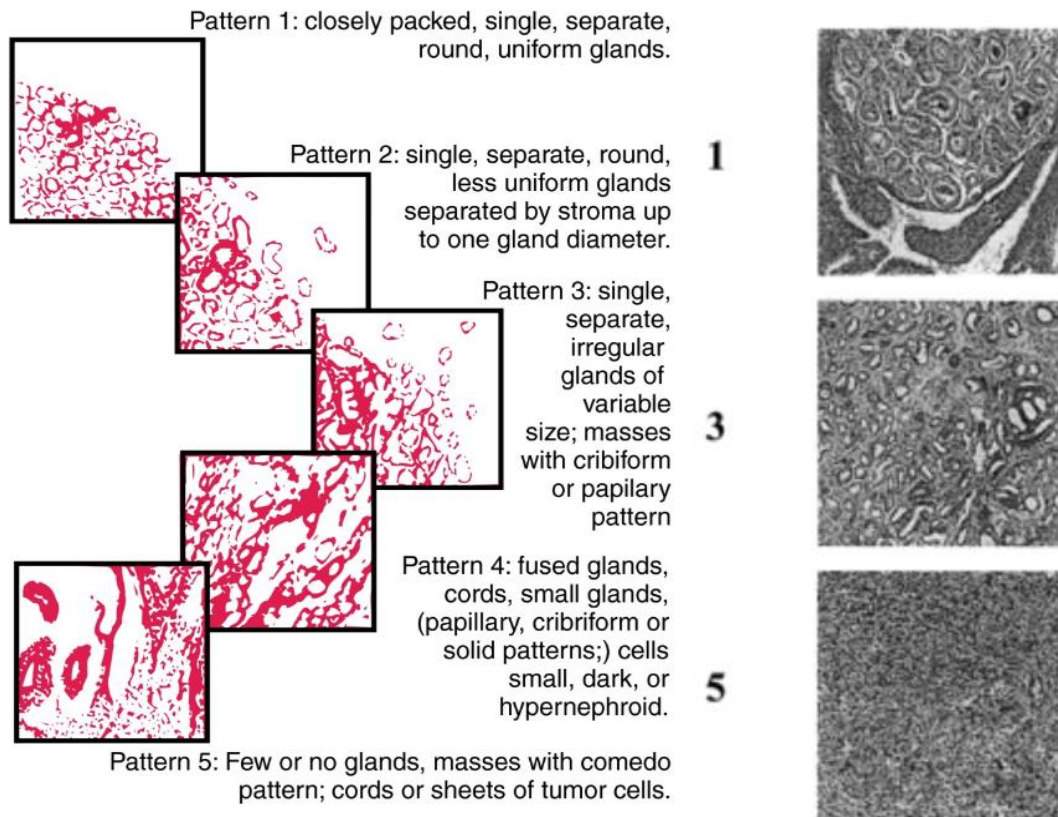 Pattern 1: closely packed, single, separate,
round, uniform glands.
Pattern 2: single, separate, round,
less uniform glands
separated by stroma up
to one gland diameter.
Pattern 3: single,
separate,
irregular
glands of
variable
size; masses
with cribiform
or papilary
pattern
Pattern 4: fused glands,
cords, small glands,
(papillary, cribriform or
solid patterns;) cells
small, dark, or
hypernephroid.
Pattern 5: Few or no glands, masses with comedo
pattern; cords or sheets of tumor cells.
1
3
5